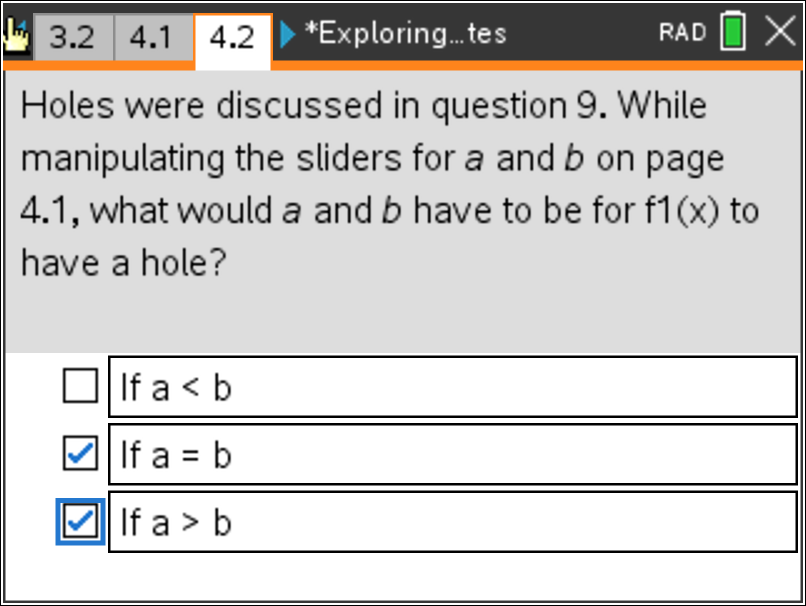 3.2 4.1 4.2 *Exploring...tes RAD
Holes were discussed in question 9. While
manipulating the sliders for a and b on page
4.1, what would a and b have to be for f1(x) to
have a hole?
If a < b
If a = b
If a > b